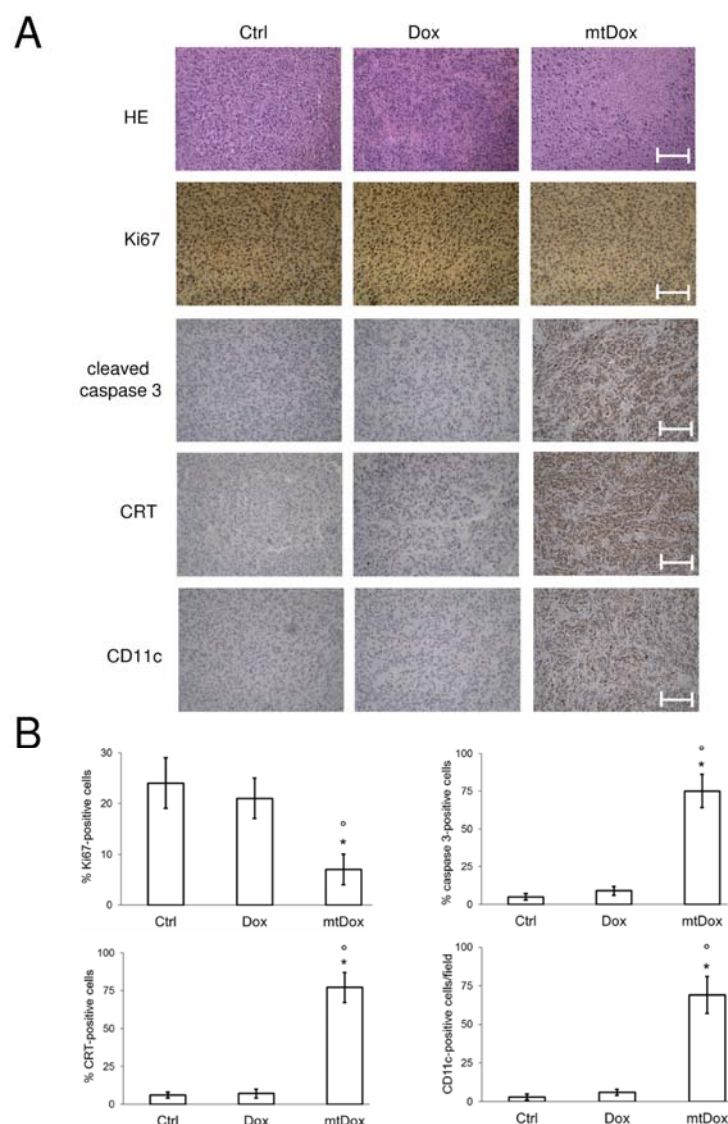 A
Ctrl Dox mtDox
HE
Ki67
cleaved
caspase 3
CRT
CD11c
B
% Ki67-positive cells
30
20
10
0
° 
*
Ctrl Dox mtDox
% caspase 3-positive cells
100
75
50
25
0
°
*
Ctrl Dox mtDox
% CRT-positive cells
100
75
50
25
0
°
*
Ctrl Dox mtDox
CD11c-positive cells/field
100
75
50
25
0
°
*
Ctrl Dox mtDox